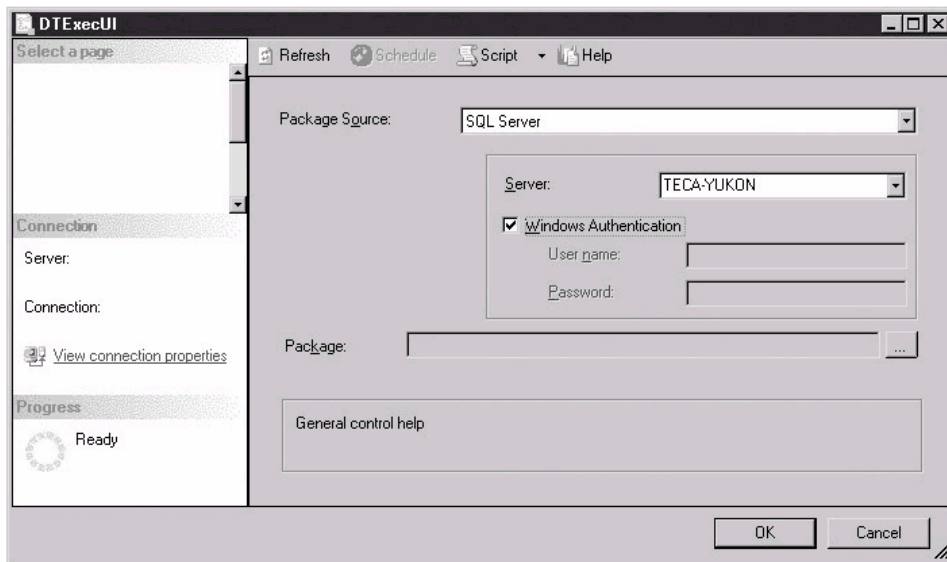 DTExecUI
Select a page
Refresh Schedule Script Help
Package Source: SQL Server
Server: TECA-YUKON
Windows Authentication
User name:
Password:
Connection
Server:
Connection:
View connection properties
Package: ...
Progress
Ready
General control help
OK Cancel